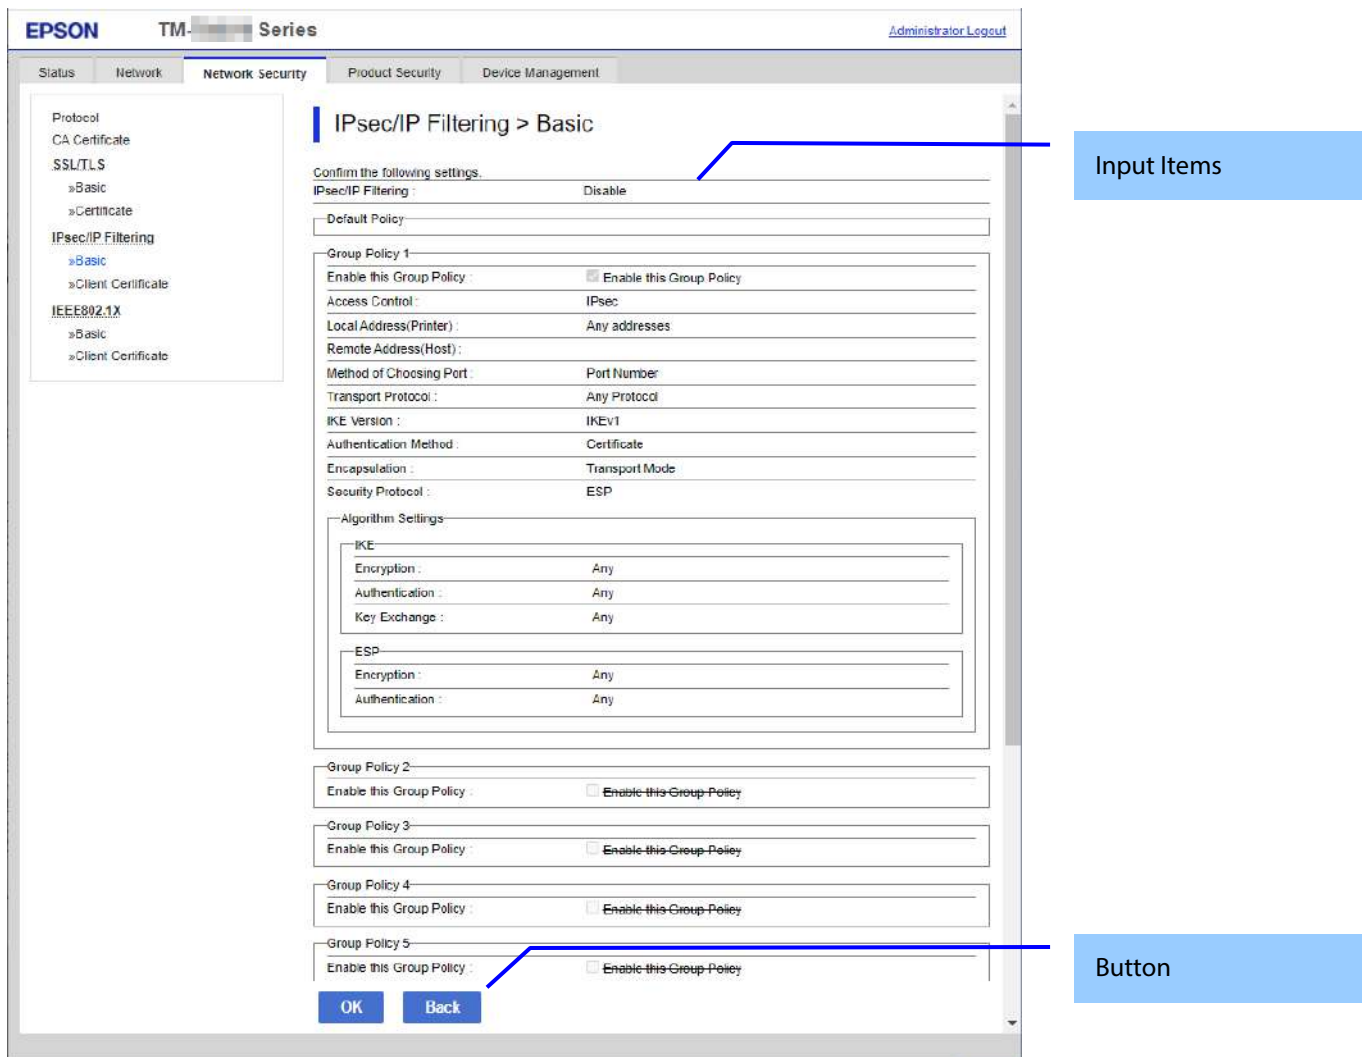 EPSON TM- Series Administrator Logout
Status Network Network Security Product Security Device Management
Protocol
CA Certificate
SSL/TLS
»Basic
»Certificate
IPsec/IP Filtering
»Basic
»Client Certificate
IEEE802.1X
»Basic
»Client Certificate
IPsec/IP Filtering > Basic
Confirm the following settings.
IPsec/IP Filtering : Disable
Default Policy
Group Policy 1
Enable this Group Policy : Enable this Group Policy
Access Control : IPsec
Local Address(Printer) : Any addresses
Remote Address(Host) :
Method of Choosing Port : Port Number
Transport Protocol : Any Protocol
IKE Version : IKEv1
Authentication Method : Certificate
Encapsulation : Transport Mode
Security Protocol : ESP
Algorithm Settings
IKE
Encryption : Any
Authentication : Any
Key Exchange : Any
ESP
Encryption : Any
Authentication : Any
Group Policy 2
Enable this Group Policy : Enable this Group Policy
Group Policy 3
Enable this Group Policy : Enable this Group Policy
Group Policy 4
Enable this Group Policy : Enable this Group Policy
Group Policy 5
Enable this Group Policy : Enable this Group Policy
OK Back
Input Items
Button